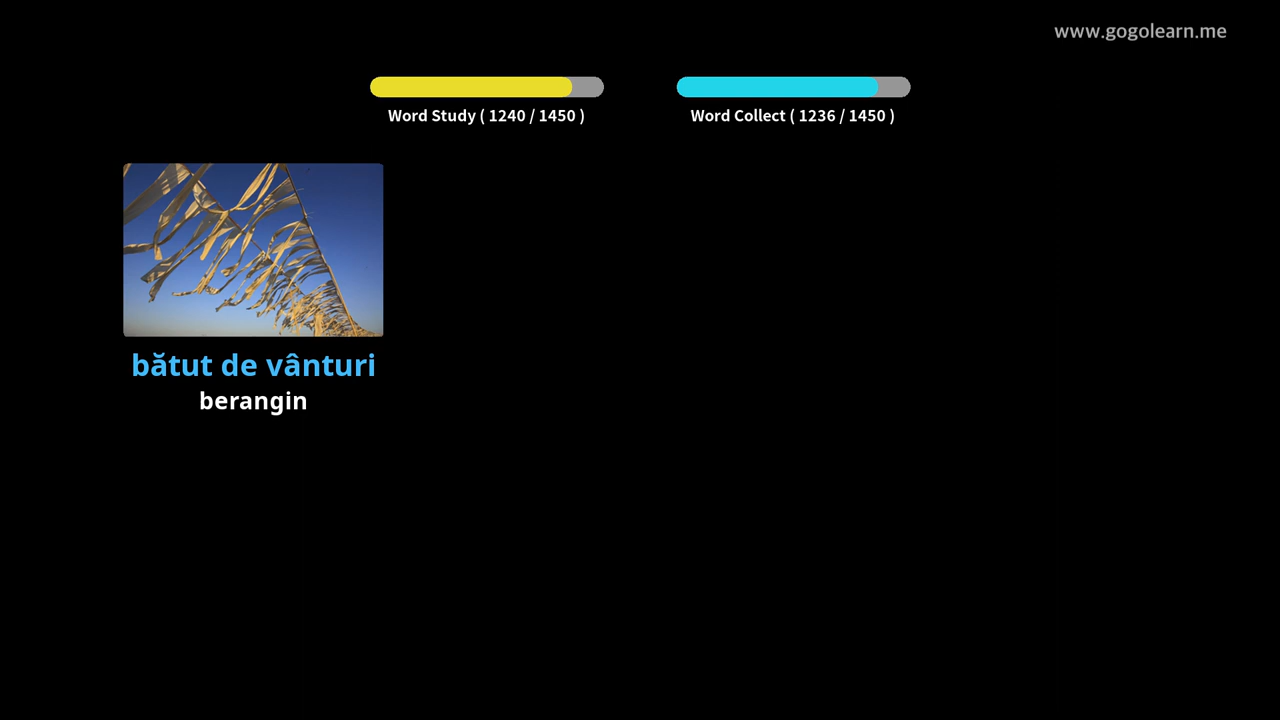 www.gogolearn.me
Word Study ( 1240 / 1450 )
Word Collect ( 1236 / 1450 )
bătut de vânturi
berangin